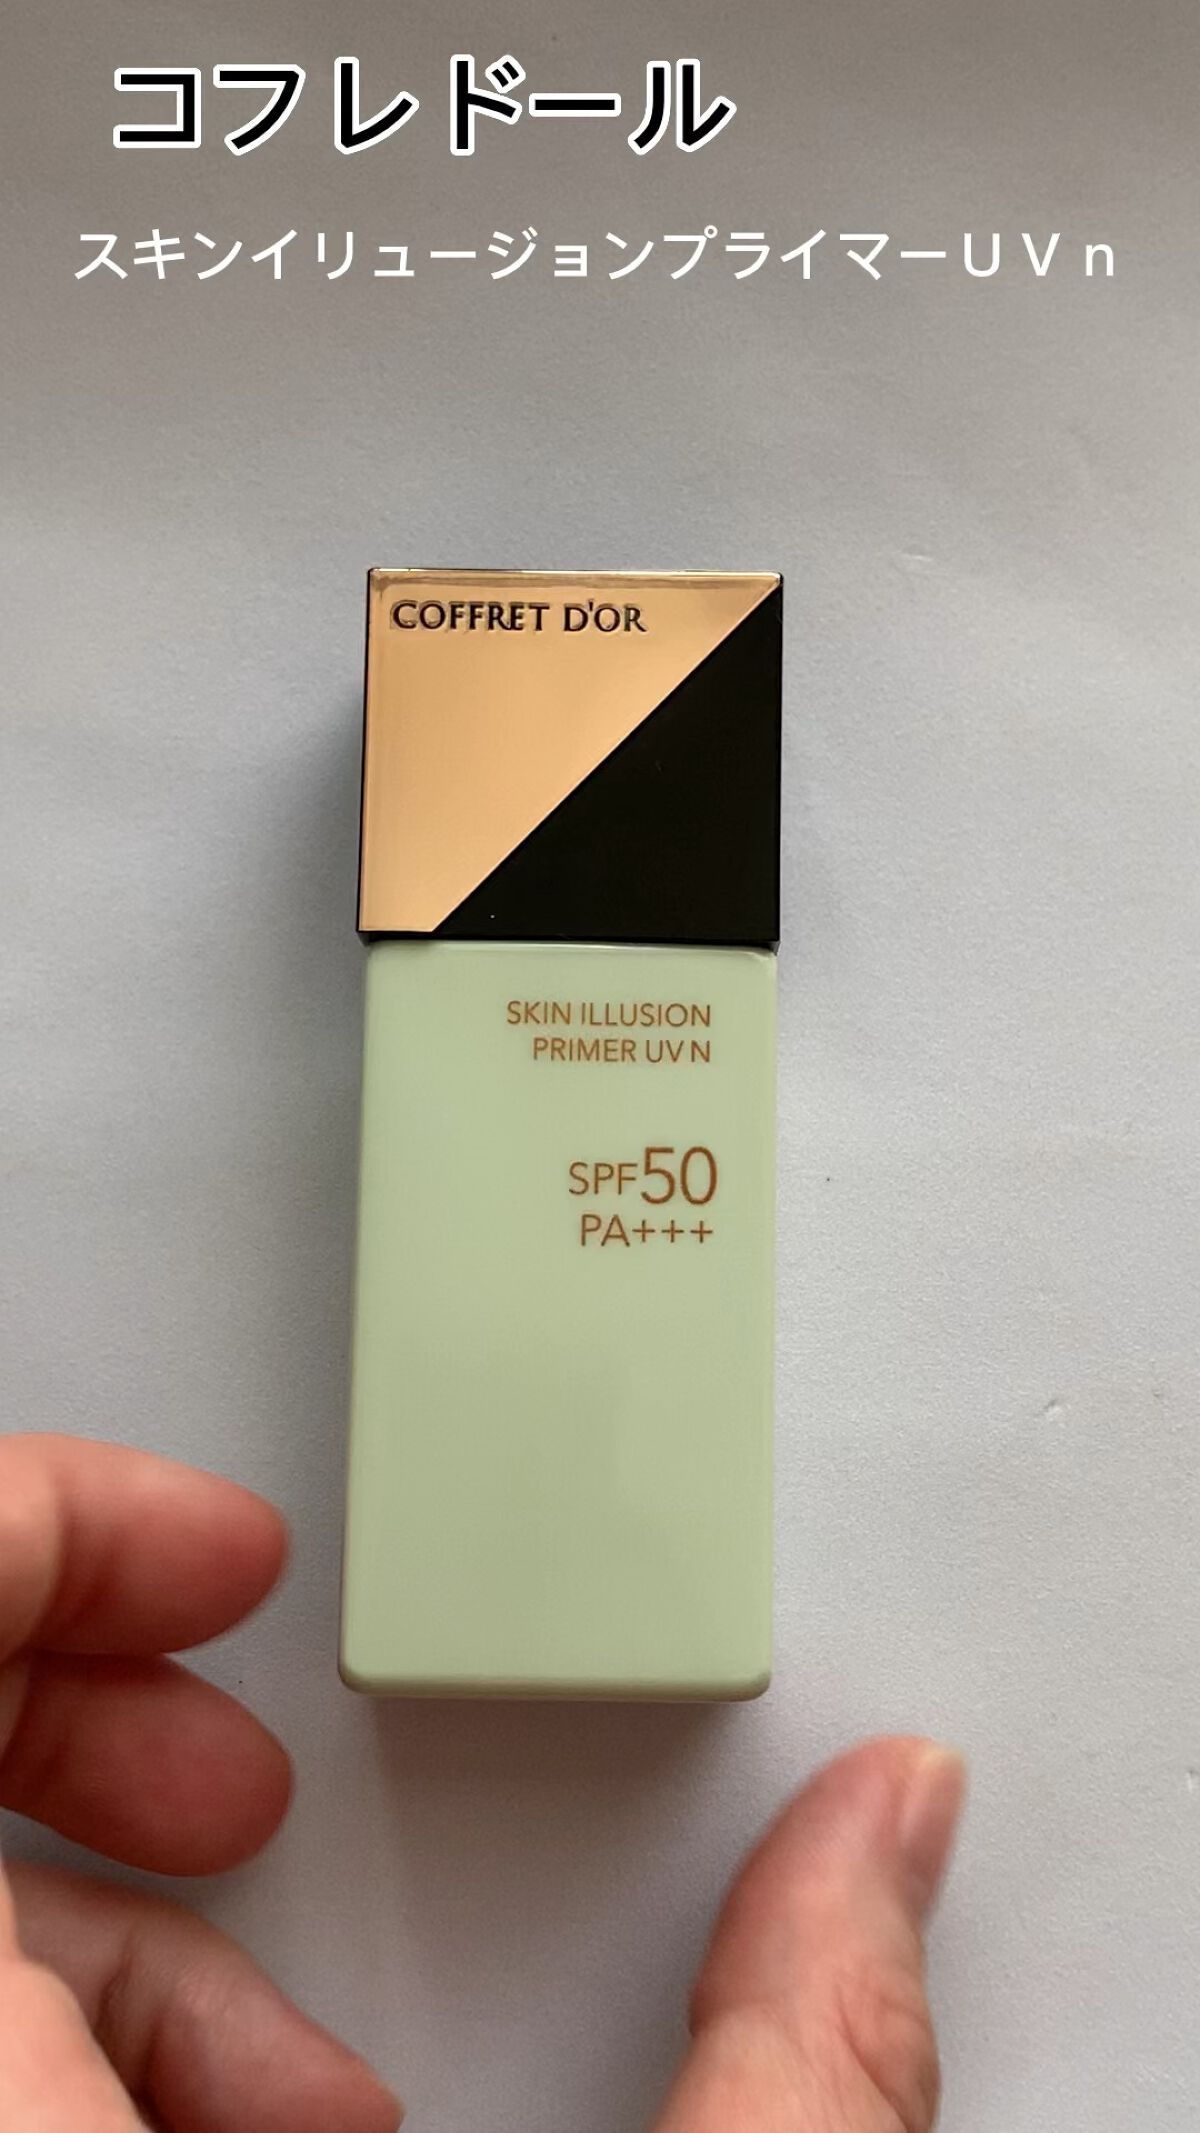 コフレドール
スキンイリュージョンプライマーＵＶｎ
COFFRET D'OR
SKIN ILLUSION
PRIMER UV N
SPF50
PA+++